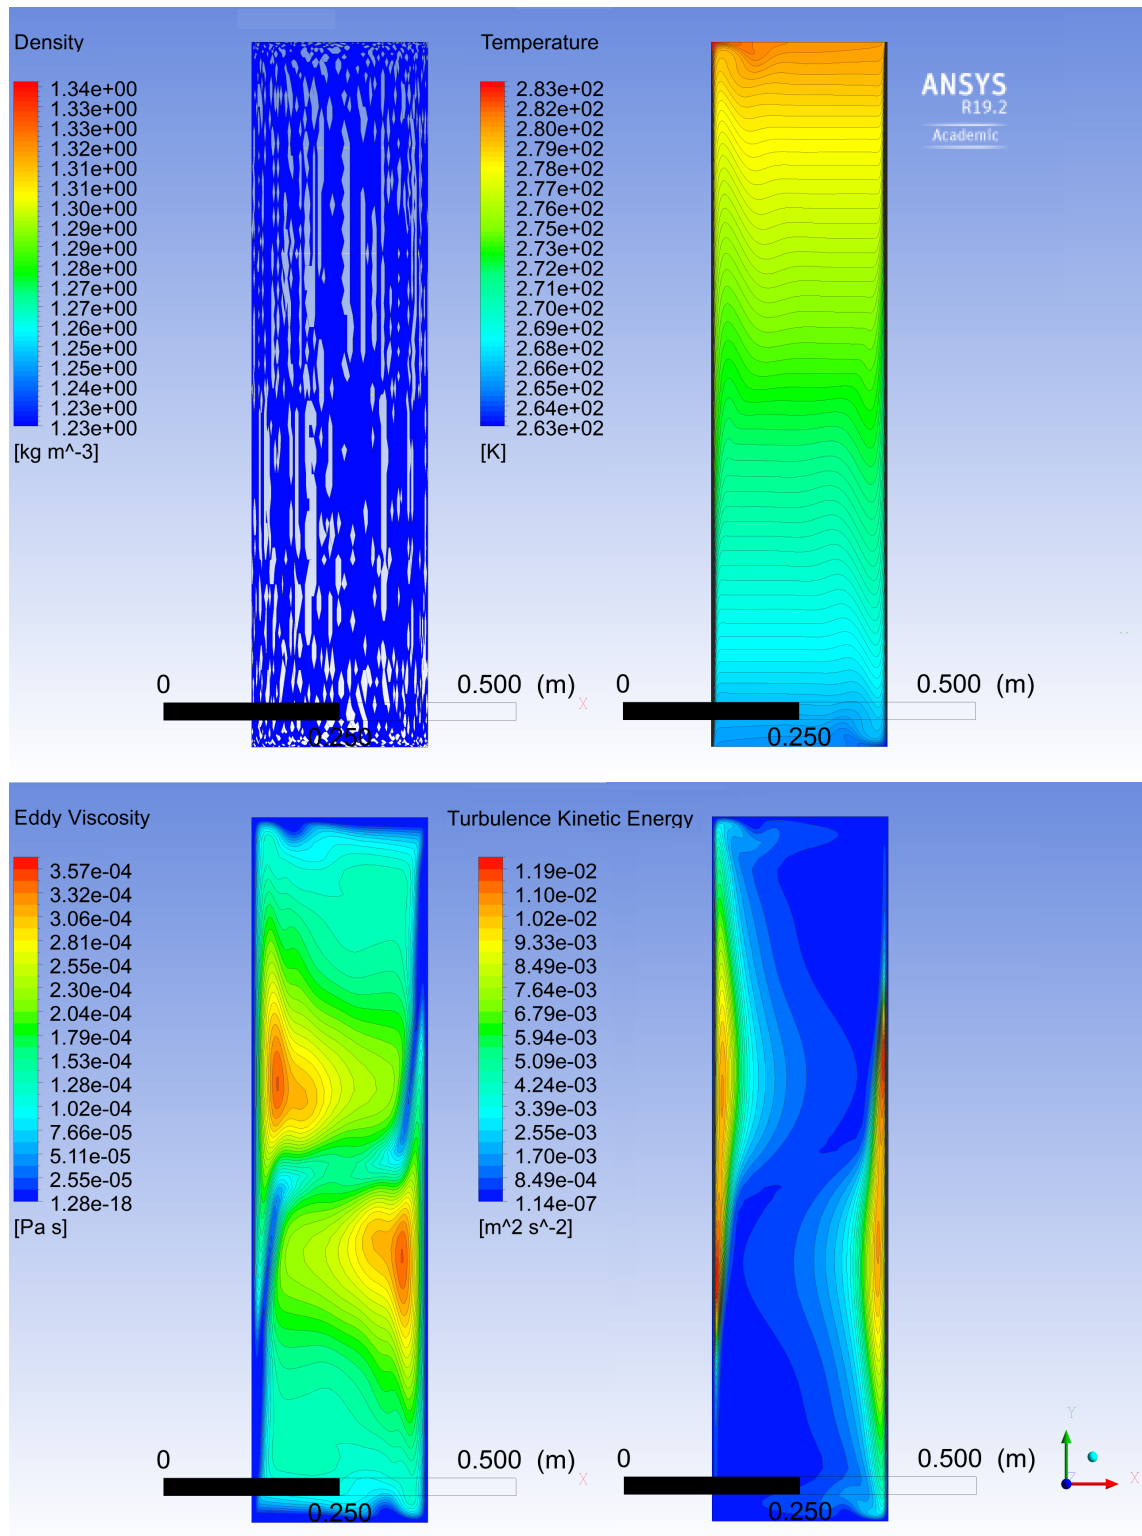 Density
1.34e+00
1.33e+00
1.33e+00
1.32e+00
1.31e+00
1.31e+00
1.30e+00
1.29e+00
1.29e+00
1.28e+00
1.27e+00
1.27e+00
1.26e+00
1.25e+00
1.25e+00
1.24e+00
1.23e+00
1.23e+00
[kg m^-3]
0
0.500 (m)
0.250
X
Temperature
2.83e+02
2.82e+02
2.80e+02
2.79e+02
2.77e+02
2.76e+02
2.75e+02
2.73e+02
2.72e+02
2.71e+02
2.70e+02
2.69e+02
2.68e+02
2.66e+02
2.65e+02
2.64e+02
2.63e+02
[K]
0
0.500 (m)
0.250
X
ANSYS
R19.2
Academic
Eddy Viscosity
3.57e-04
3.32e-04
3.06e-04
2.81e-04
2.55e-04
2.30e-04
2.04e-04
1.79e-04
1.53e-04
1.28e-04
1.02e-04
7.66e-05
5.11e-05
2.55e-05
1.28e-18
[Pa s]
0
0.500 (m)
0.250
X
Turbulence Kinetic Energy
1.19e-02
1.10e-02
1.02e-02
9.33e-03
8.49e-03
7.64e-03
6.79e-03
5.94e-03
5.09e-03
4.24e-03
3.39e-03
2.55e-03
1.70e-03
8.49e-04
1.14e-07
[m^2 s^-2]
0
0.500 (m)
0.250
X
Y
Z
X